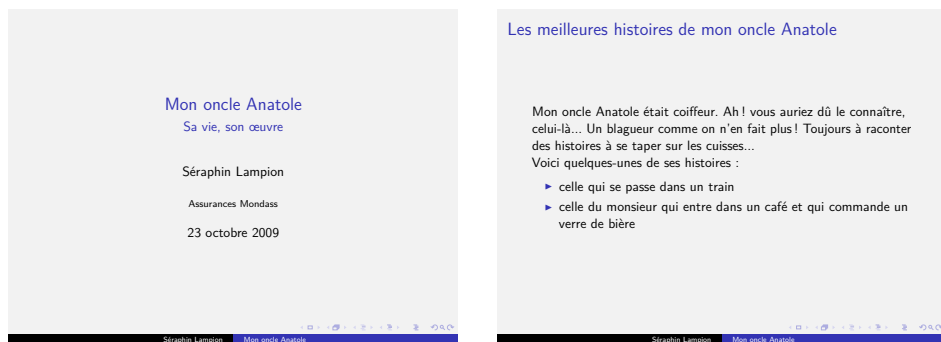 Mon oncle Anatole
Sa vie, son œuvre
Séraphin Lampion
Assurances Mondass
23 octobre 2009
Séraphin Lampion Mon oncle Anatole
Les meilleures histoires de mon oncle Anatole
Mon oncle Anatole était coiffeur. Ah ! vous auriez dû le connaître,
celui-là... Un blagueur comme on n'en fait plus ! Toujours à raconter
des histoires à se taper sur les cuisses...
Voici quelques-unes de ses histoires :
celle qui se passe dans un train
celle du monsieur qui entre dans un café et qui commande un
verre de bière
Séraphin Lampion Mon oncle Anatole